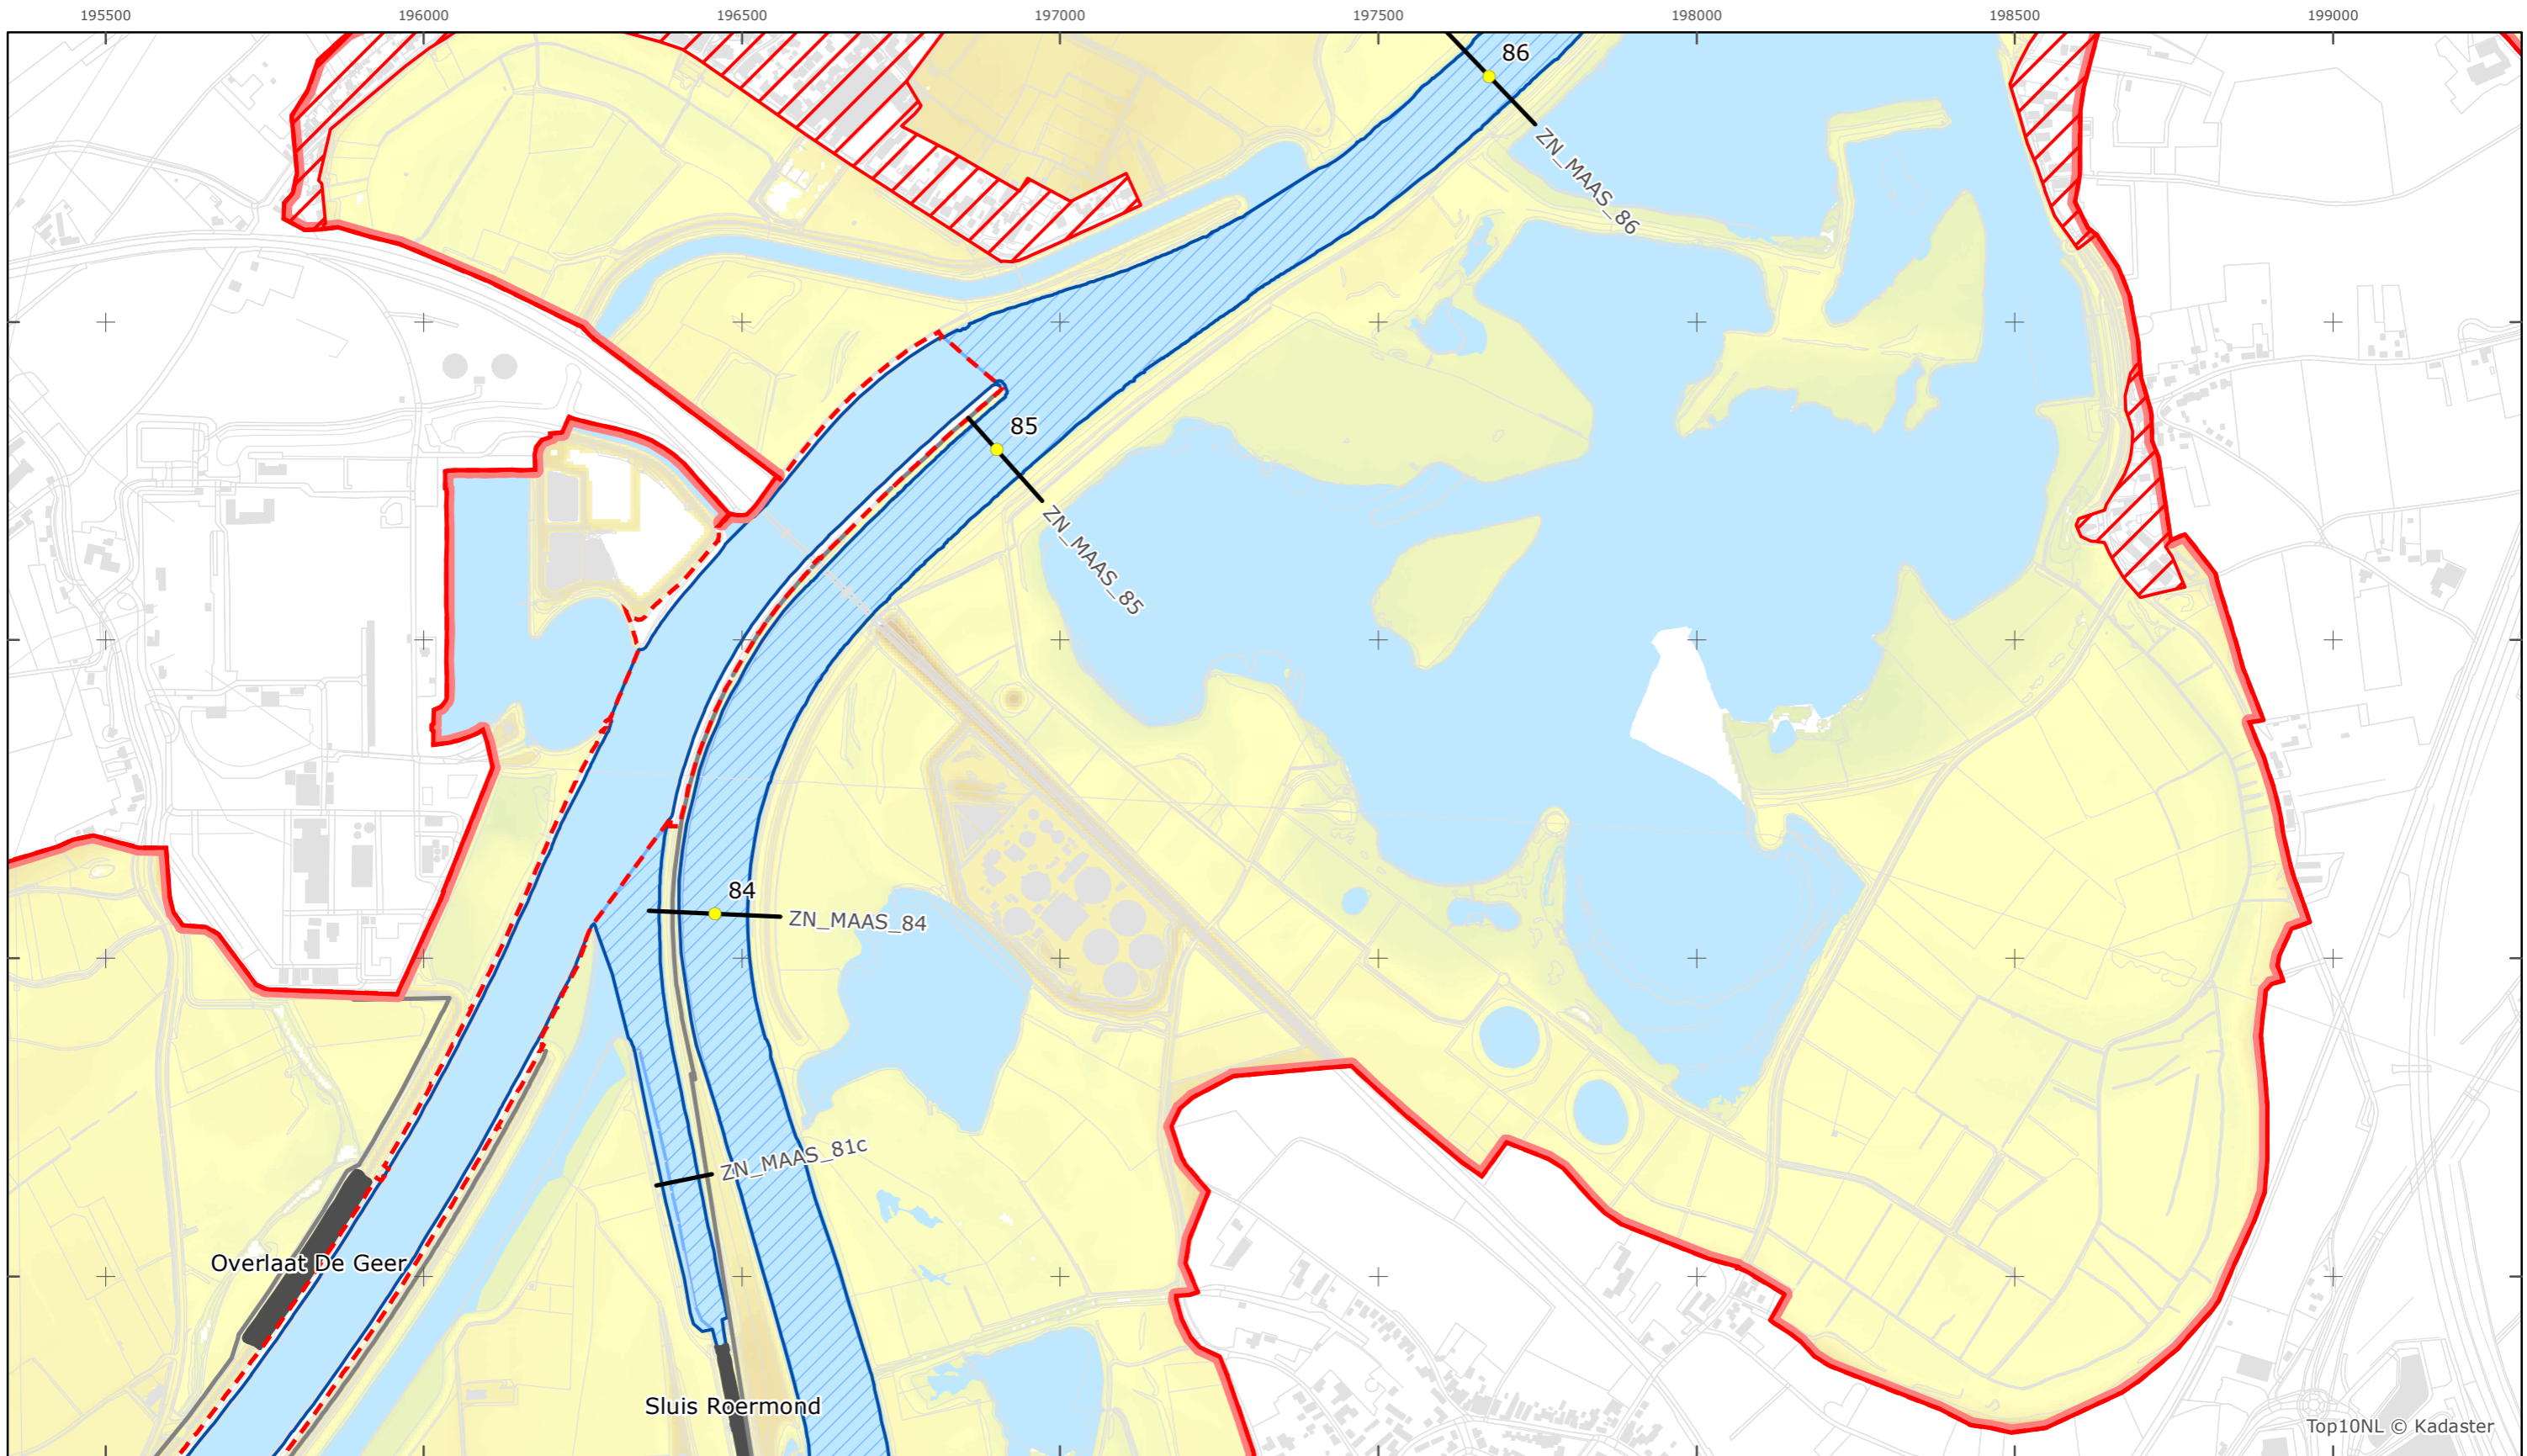 195500 196000 196500 197000 197500 198000 198500 199000
86
ZN_MAAS_86
85
ZN_MAAS_85
84
ZN_MAAS_84
ZN_MAAS_81c
Overlaat De Geer
Sluis Roermond
Top10NL © Kadaster